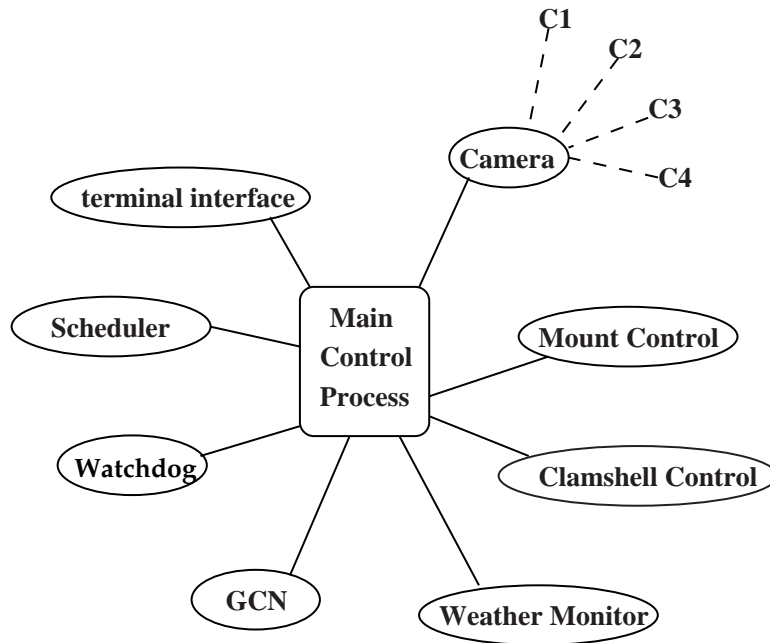 C1
C2
C3
C4
Camera
terminal interface
Scheduler
Main
Control
Process
Mount Control
Watchdog
Clamshell Control
GCN
Weather Monitor